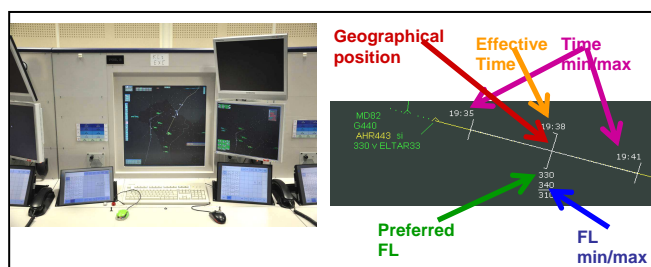 Geographical
position
Effective
Time
Time
min/max
MD82
G440
AHR443 si
330 v ELTAR33
19:35
19:38
19:41
330
340
310
Preferred
FL
FL
min/max